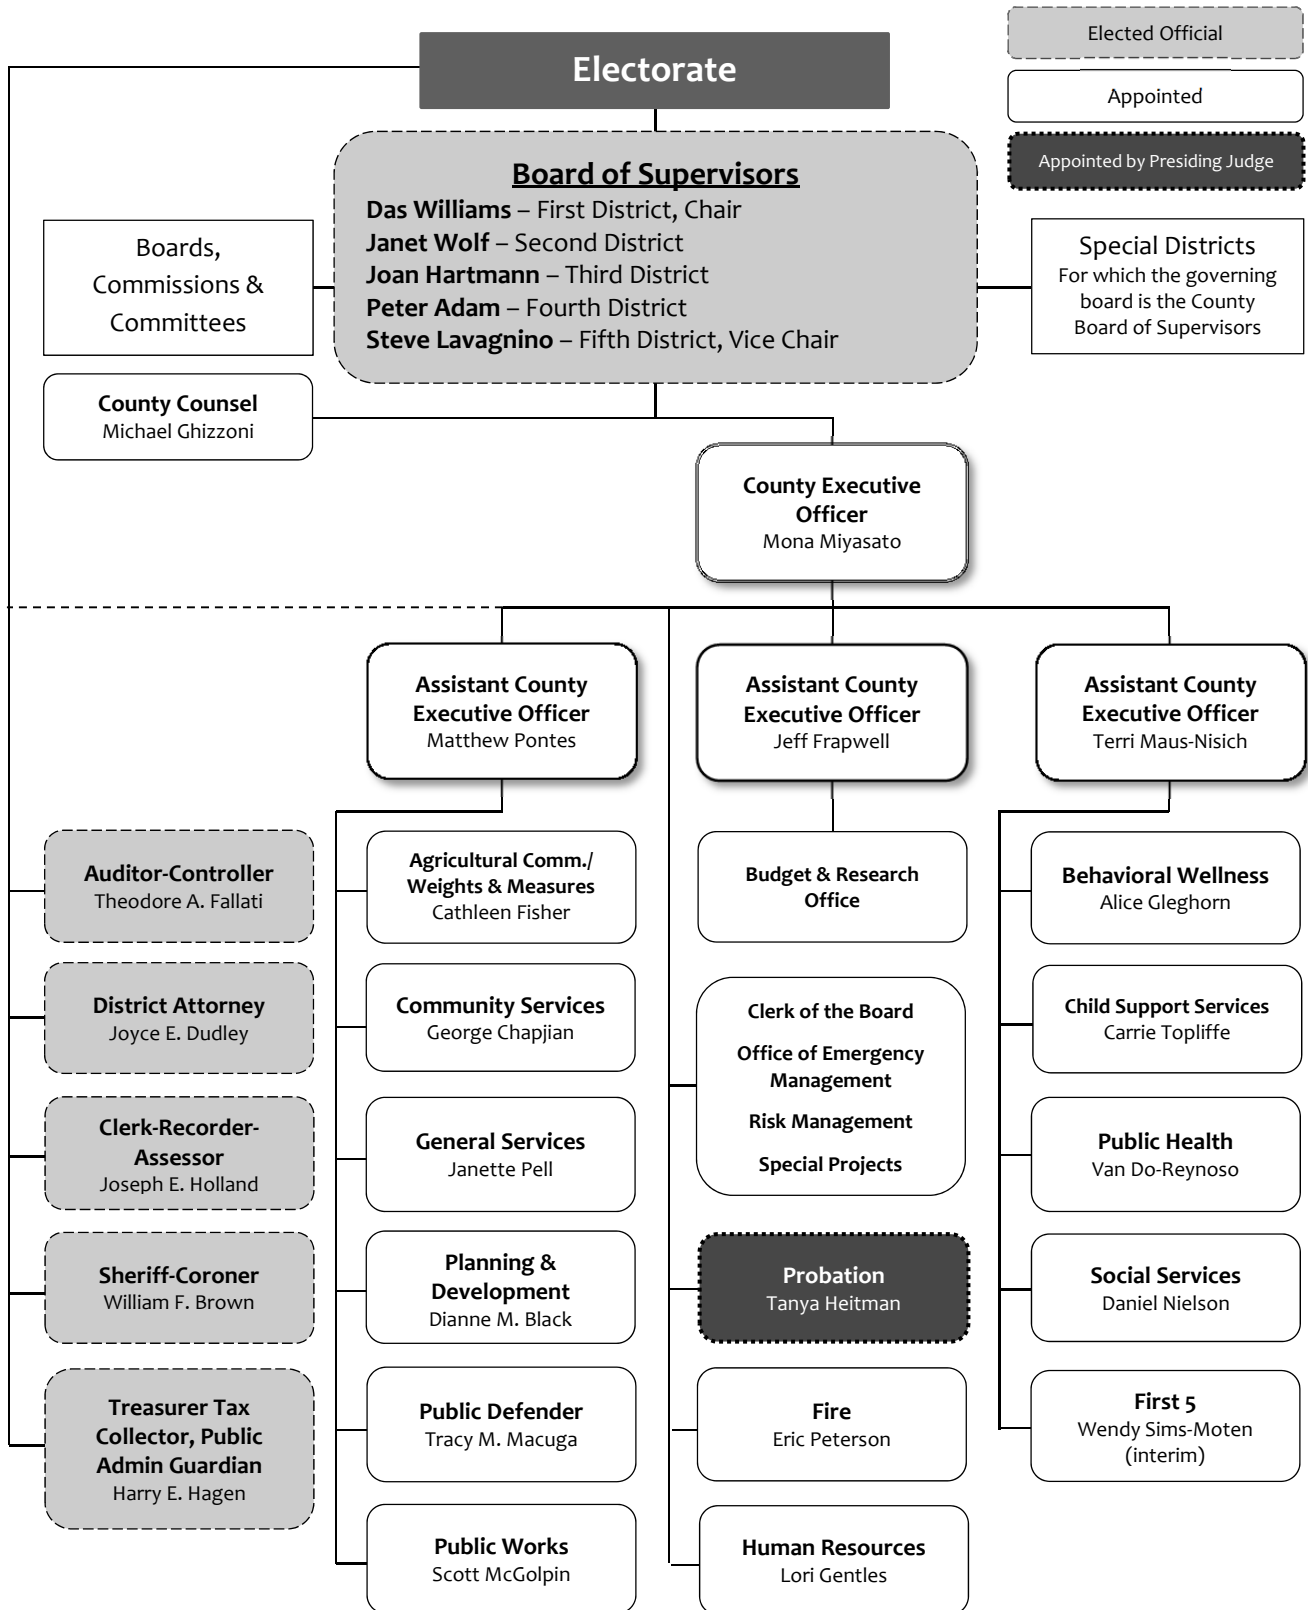 Electorate
Elected Official
Appointed
Appointed by Presiding Judge
Board of Supervisors
Das Williams – First District, Chair
Janet Wolf – Second District
Joan Hartmann – Third District
Peter Adam – Fourth District
Steve Lavagnino – Fifth District, Vice Chair
Boards,
Commissions &
Committees
Special Districts
For which the governing
board is the County
Board of Supervisors
County Counsel
Michael Ghizzoni
County Executive
Officer
Mona Miyasato
Assistant County
Executive Officer
Matthew Pontes
Assistant County
Executive Officer
Jeff Frapwell
Assistant County
Executive Officer
Terri Maus-Nisich
Auditor-Controller
Theodore A. Fallati
District Attorney
Joyce E. Dudley
Clerk-Recorder-
Assessor
Joseph E. Holland
Sheriff-Coroner
William F. Brown
Treasurer Tax
Collector, Public
Admin Guardian
Harry E. Hagen
Agricultural Comm./
Weights & Measures
Cathleen Fisher
Community Services
George Chapjian
General Services
Janette Pell
Planning &
Development
Dianne M. Black
Public Defender
Tracy M. Macuga
Public Works
Scott McGolpin
Budget & Research
Office
Clerk of the Board
Office of Emergency
Management
Risk Management
Special Projects
Probation
Tanya Heitman
Fire
Eric Peterson
Human Resources
Lori Gentles
Behavioral Wellness
Alice Gleghorn
Child Support Services
Carrie Topliffe
Public Health
Van Do-Reynoso
Social Services
Daniel Nielson
First 5
Wendy Sims-Moten
(interim)